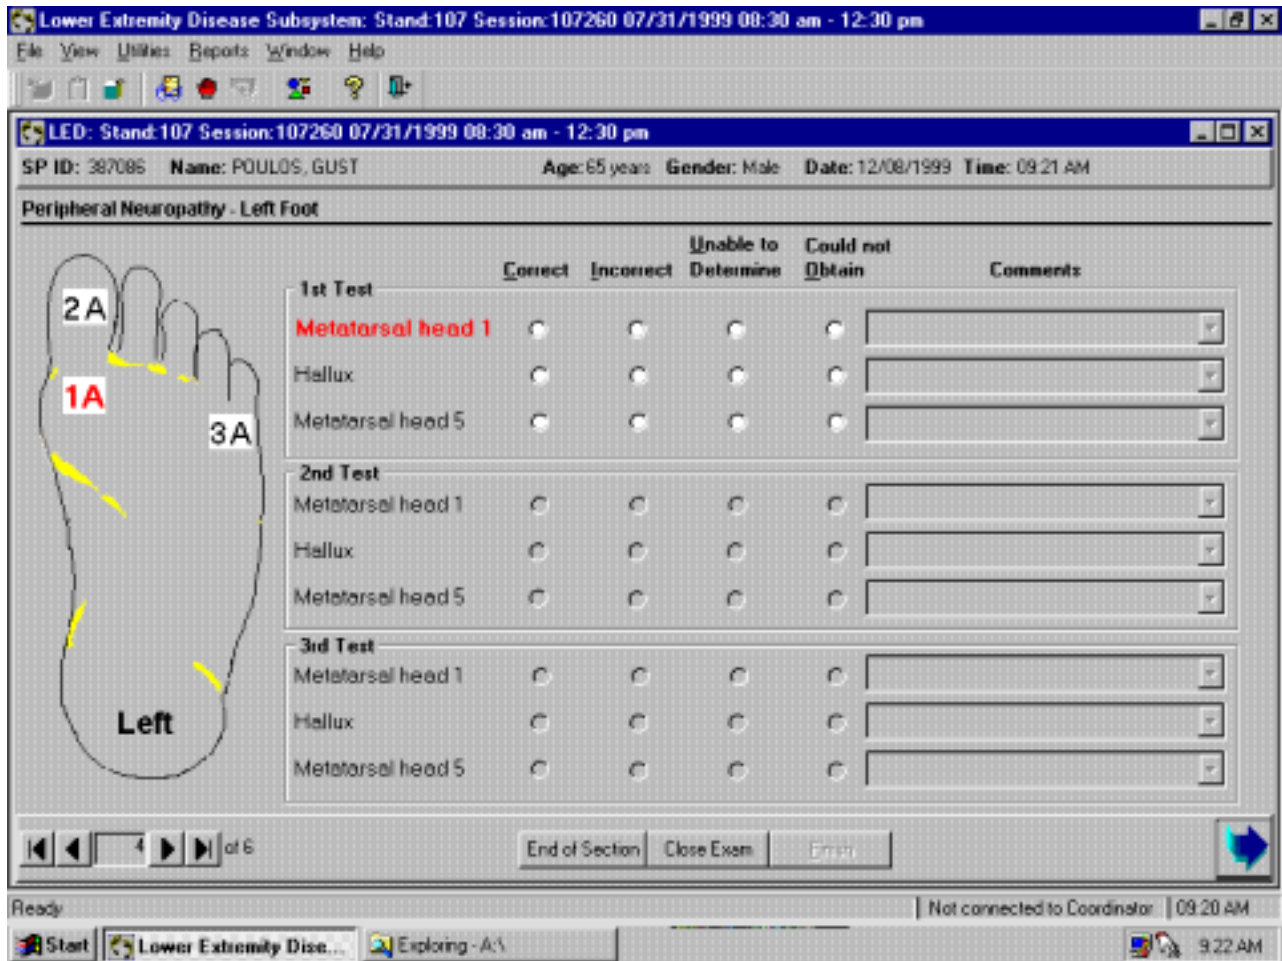 Lower Extremity Disease Subsystem: Stand:107 Session:107260 07/31/1999 08:30 am - 12:30 pm
File View Utilities Reports Window Help
LED: Stand:107 Session:107260 07/31/1999 08:30 am - 12:30 pm
SP ID: 387086 Name: POULOS, GUST Age: 65 years Gender: Male Date: 12/08/1999 Time: 09:21 AM
Peripheral Neuropathy - Left Foot
Correct Incorrect Unable to Determine Could not Obtain Comments
1st Test
Metatarsal head 1
Hallux
Metatarsal head 5
2nd Test
Metatarsal head 1
Hallux
Metatarsal head 5
3rd Test
Metatarsal head 1
Hallux
Metatarsal head 5
2A
1A
3A
Left
4 of 6 End of Section Close Exam Finish
Ready Not connected to Coordinator 09:20 AM
Start Lower Extremity Dise... Exploring - A:\ 9:22 AM